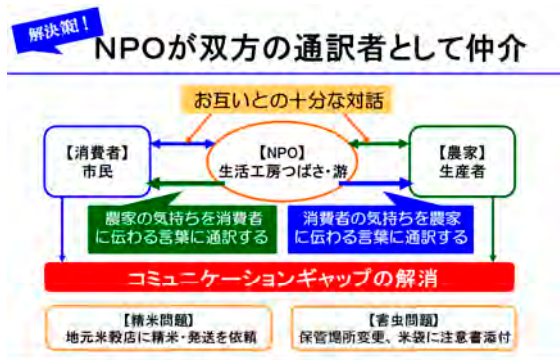 解決策!
NPOが双方の通訳者として仲介
お互いとの十分な対話
【消費者】
市民
【NPO】
生活工房つばさ・游
【農家】
生産者
農家の気持ちを消費者
に伝わる言葉に通訳する
消費者の気持ちを農家
に伝わる言葉に通訳する
コミュニケーションギャップの解消
【精米問題】
地元米穀店に精米・発送を依頼
【害虫問題】
保管場所変更、米袋に注意書添付